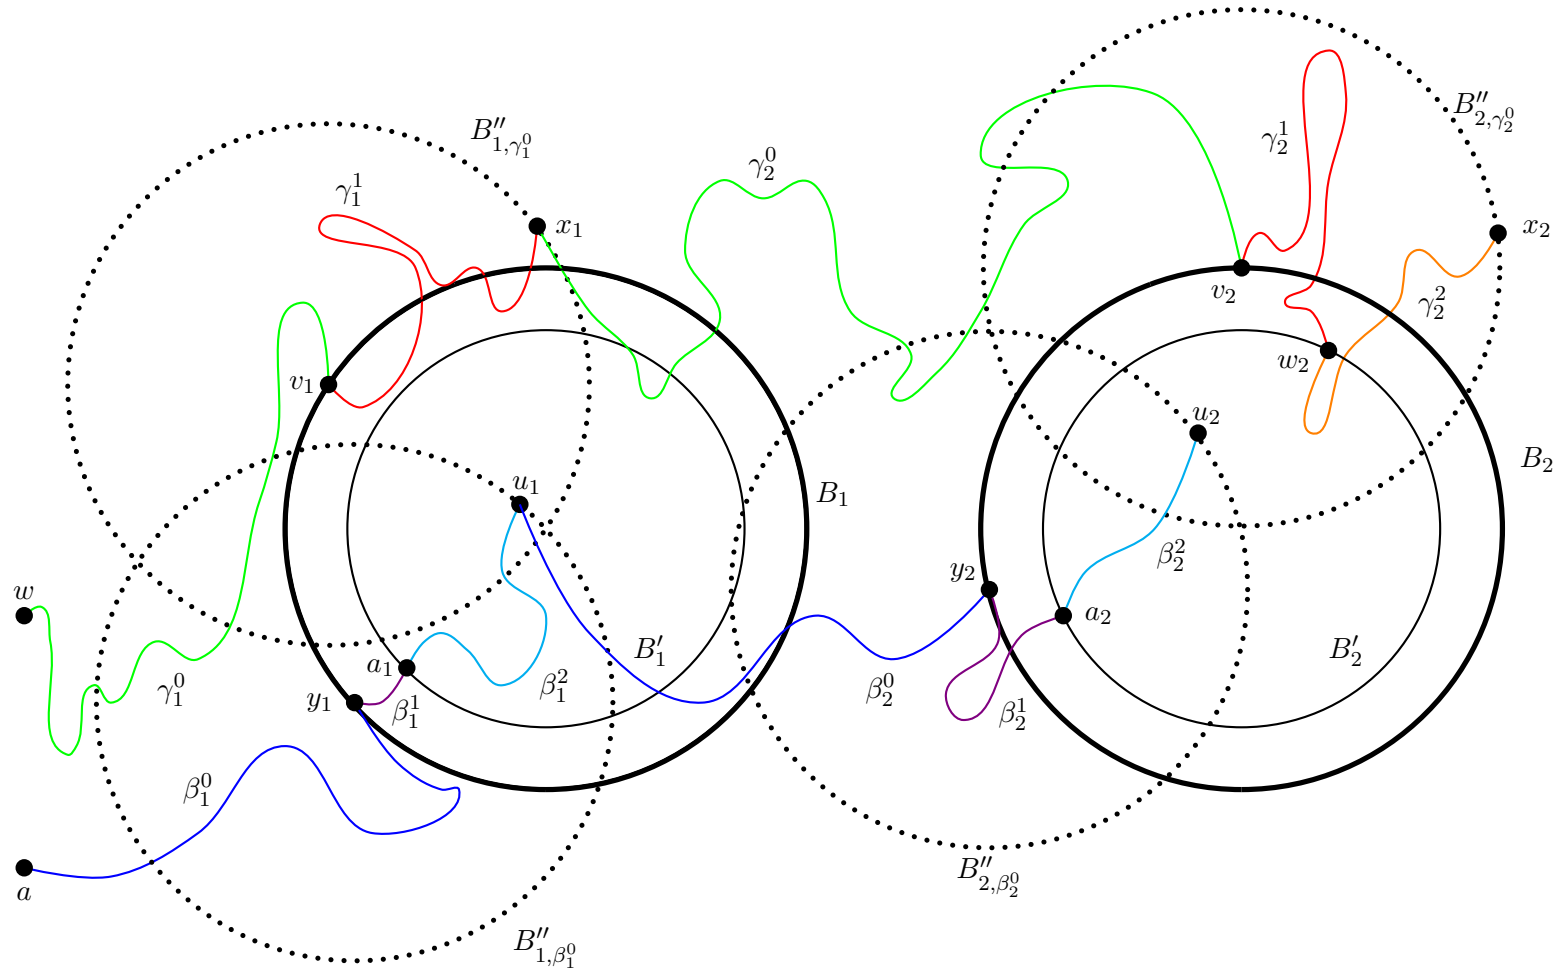 B″_{1,γ_1^0}
B″_{2,γ_2^0}
γ_2^1
γ_2^0
γ_1^1
x_1
x_2
v_2
γ_2^2
w_2
v_1
u_2
B_2
u_1
B_1
β_2^2
y_2
w
a_2
B′_1
B′_2
a_1
β_1^2
γ_1^0
y_1
β_1^1
β_2^0
β_2^1
β_1^0
B″_{2,β_2^0}
a
B″_{1,β_1^0}